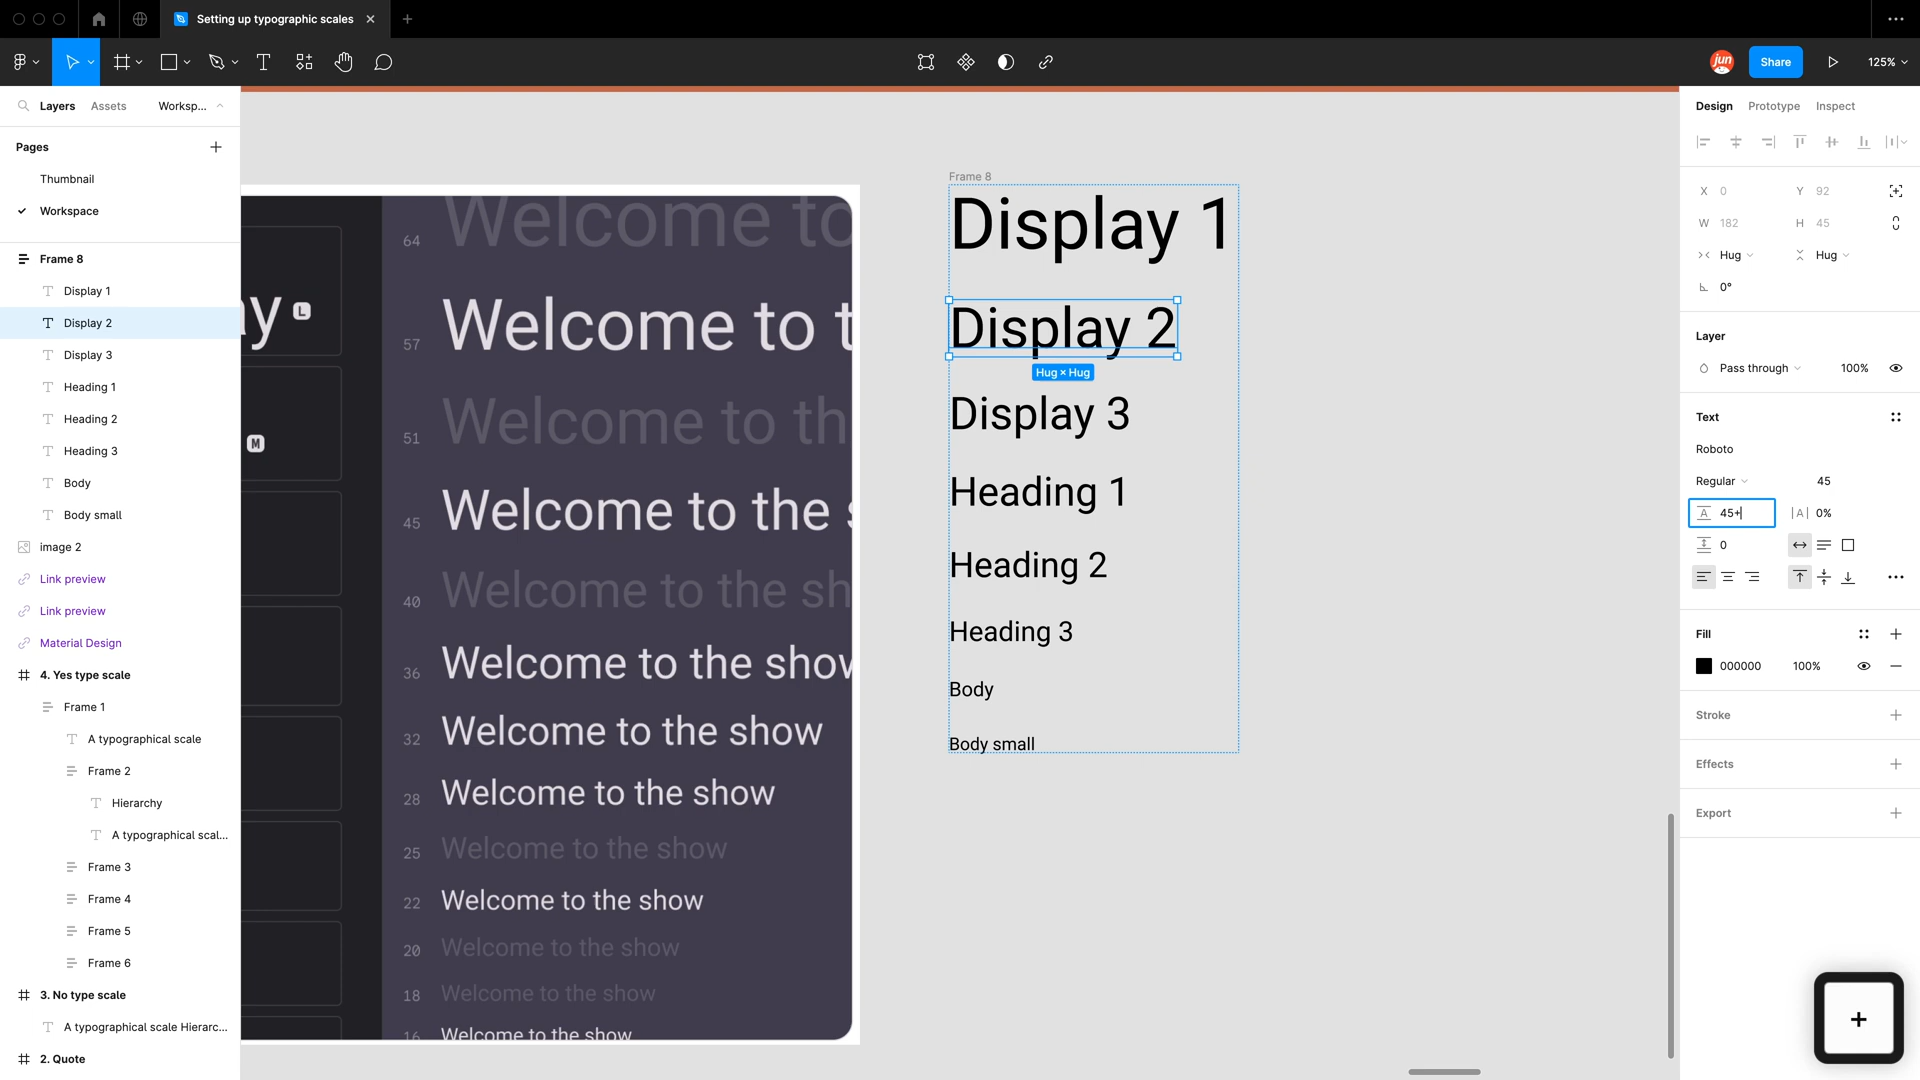 Setting up typographic scales
jun
Share
125%
Layers
Assets
Worksp...
Pages
Thumbnail
Workspace
Frame 8
Display 1
Display 2
Display 3
Heading 1
Heading 2
Heading 3
Body
Body small
image 2
Link preview
Link preview
Material Design
4. Yes type scale
Frame 1
A typographical scale
Frame 2
Hierarchy
A typographical scal...
Frame 3
Frame 4
Frame 5
Frame 6
3. No type scale
A typographical scale Hierarc...
2. Quote
ay L
M
64 Welcome to
57 Welcome to t
51 Welcome to th
45 Welcome to the s
40 Welcome to the sh
36 Welcome to the show
32 Welcome to the show
28 Welcome to the show
25 Welcome to the show
22 Welcome to the show
20 Welcome to the show
18 Welcome to the show
16 Welcome to the show
Frame 8
Display 1
Display 2
Hug × Hug
Display 3
Heading 1
Heading 2
Heading 3
Body
Body small
Design
Prototype
Inspect
X 0
Y 92
W 182
H 45
Hug
Hug
0°
Layer
Pass through
100%
Text
Roboto
Regular
45
A 45+
|A| 0%
0
Fill
000000
100%
Stroke
Effects
Export
+